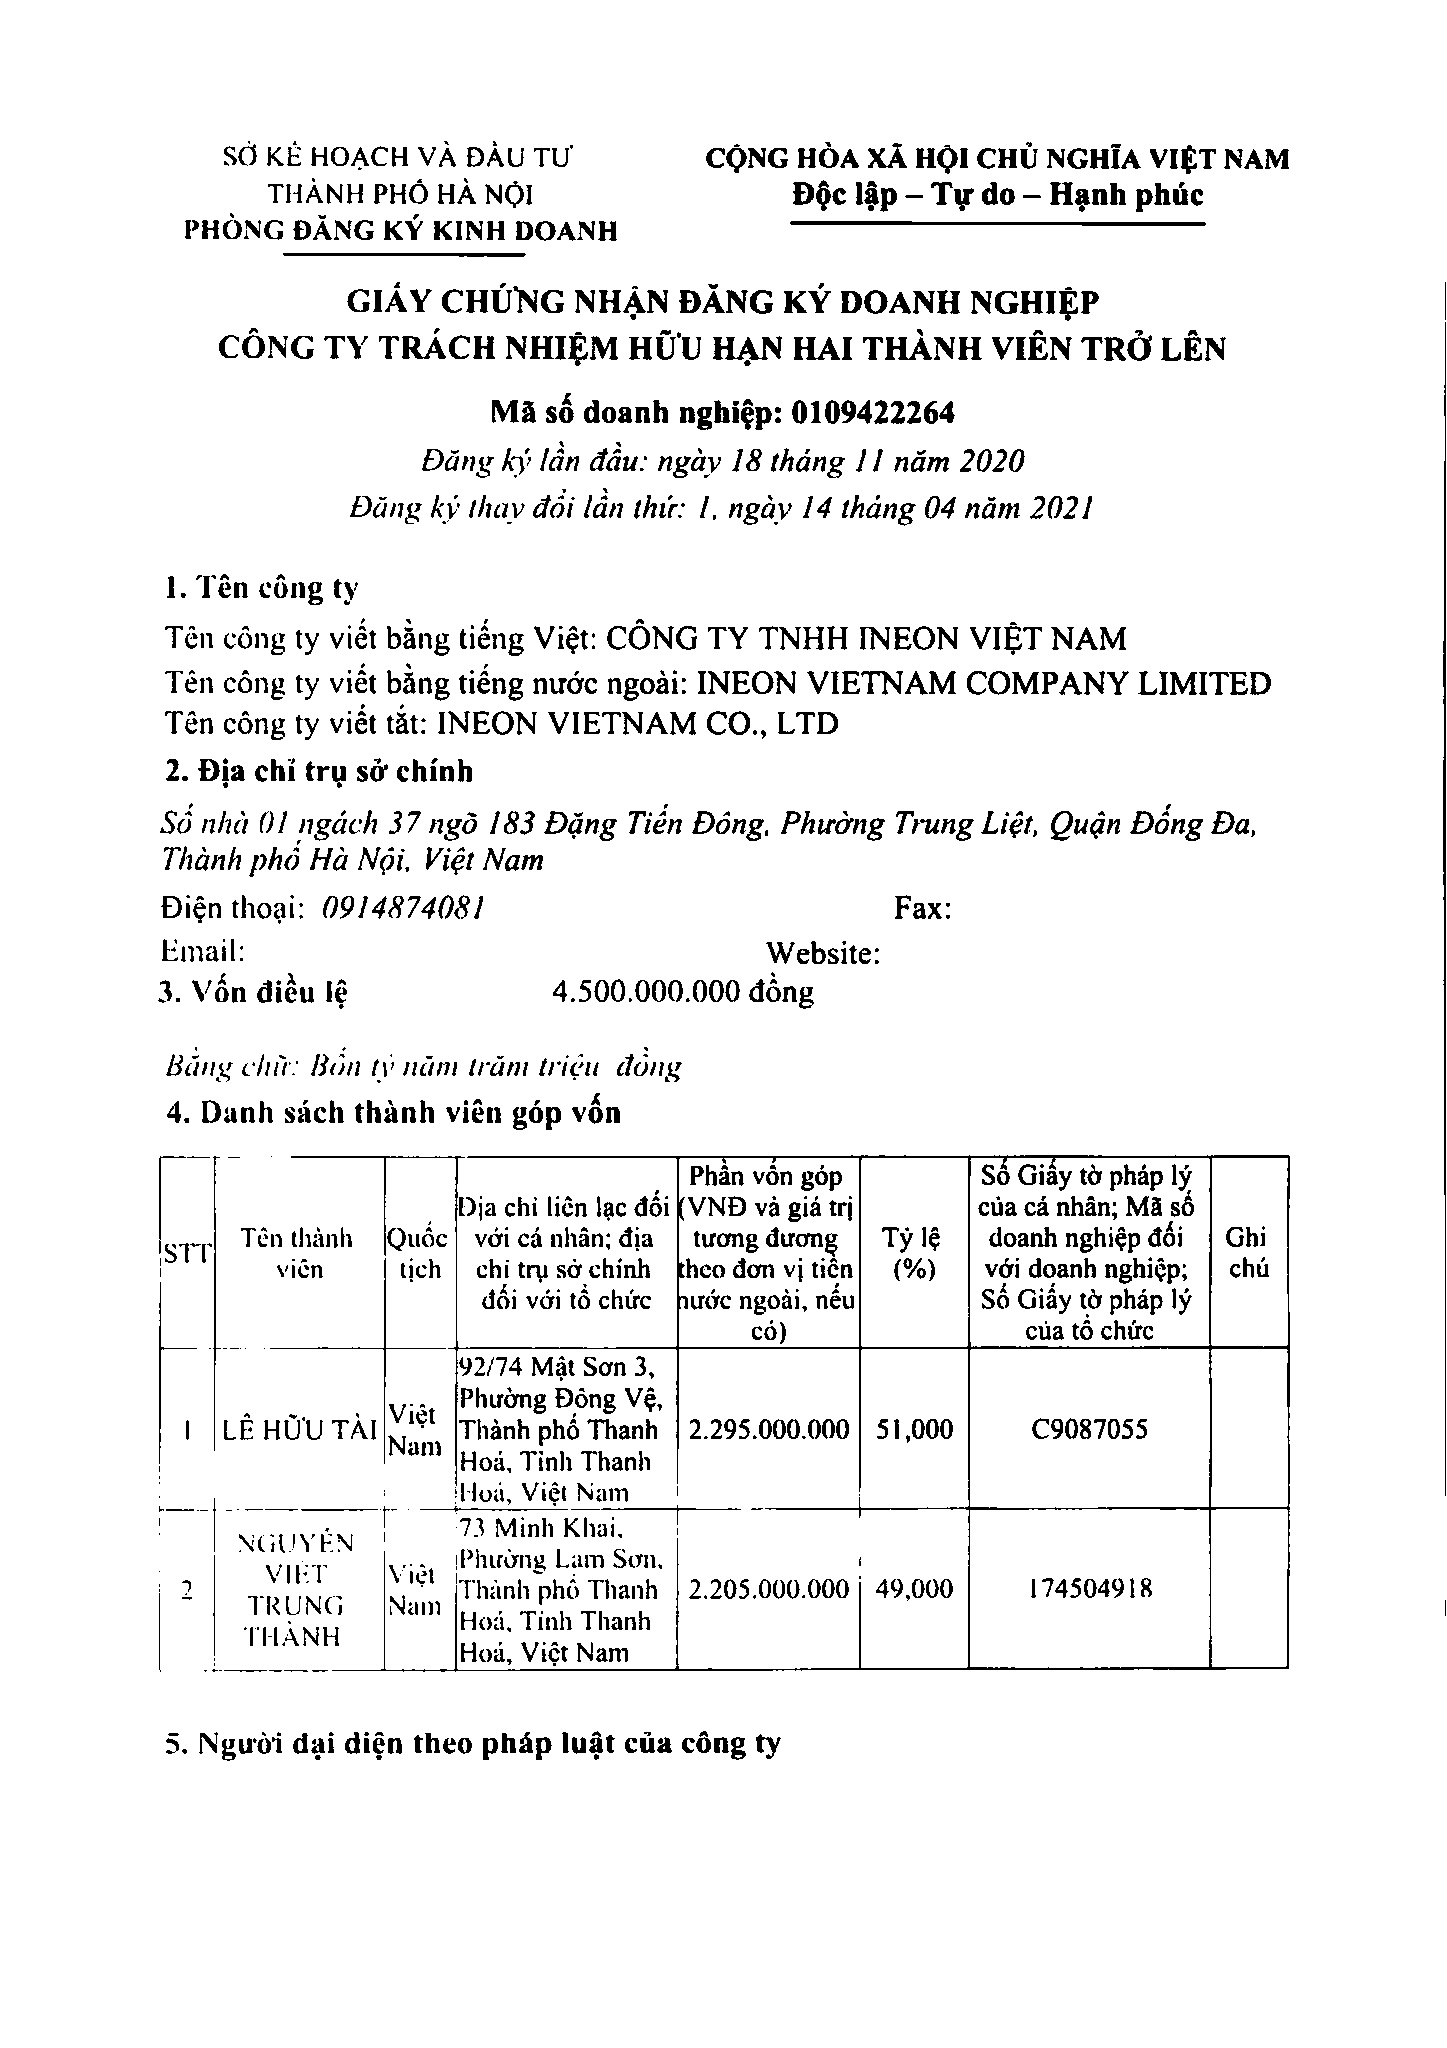 SỞ KẾ HOẠCH VÀ ĐẦU TƯ
THÀNH PHỐ HÀ NỘI
PHÒNG ĐĂNG KÝ KINH DOANH
CỘNG HÒA XÃ HỘI CHỦ NGHĨA VIỆT NAM
Độc lập – Tự do – Hạnh phúc
GIẤY CHỨNG NHẬN ĐĂNG KÝ DOANH NGHIỆP
CÔNG TY TRÁCH NHIỆM HỮU HẠN HAI THÀNH VIÊN TRỞ LÊN
Mã số doanh nghiệp: 0109422264
Đăng ký lần đầu: ngày 18 tháng 11 năm 2020
Đăng ký thay đổi lần thứ: 1, ngày 14 tháng 04 năm 2021
1. Tên công ty
Tên công ty viết bằng tiếng Việt: CÔNG TY TNHH INEON VIỆT NAM
Tên công ty viết bằng tiếng nước ngoài: INEON VIETNAM COMPANY LIMITED
Tên công ty viết tắt: INEON VIETNAM CO., LTD
2. Địa chỉ trụ sở chính
Số nhà 01 ngách 37 ngõ 183 Đặng Tiến Đông, Phường Trung Liệt, Quận Đống Đa,
Thành phố Hà Nội, Việt Nam
Điện thoại: 0914874081 Fax:
Email: Website:
3. Vốn điều lệ 4.500.000.000 đồng
Bằng chữ: Bốn tỷ năm trăm triệu đồng
4. Danh sách thành viên góp vốn
STT
Tên thành
viên
Quốc
tịch
Địa chỉ liên lạc đối
với cá nhân; địa
chỉ trụ sở chính
đối với tổ chức
Phần vốn góp
(VNĐ và giá trị
tương đương
theo đơn vị tiền
nước ngoài, nếu
có)
Tỷ lệ
(%)
Số Giấy tờ pháp lý
của cá nhân; Mã số
doanh nghiệp đối
với doanh nghiệp;
Số Giấy tờ pháp lý
của tổ chức
Ghi
chú
1
LÊ HỮU TÀI
Việt
Nam
92/74 Mật Sơn 3,
Phường Đông Vệ,
Thành phố Thanh
Hoá, Tỉnh Thanh
Hoá, Việt Nam
2.295.000.000
51,000
C9087055
2
NGUYỄN
VIẾT
TRUNG
THÀNH
Việt
Nam
73 Minh Khai,
Phường Lam Sơn,
Thành phố Thanh
Hoá, Tỉnh Thanh
Hoá, Việt Nam
2.205.000.000
49,000
174504918
5. Người đại diện theo pháp luật của công ty